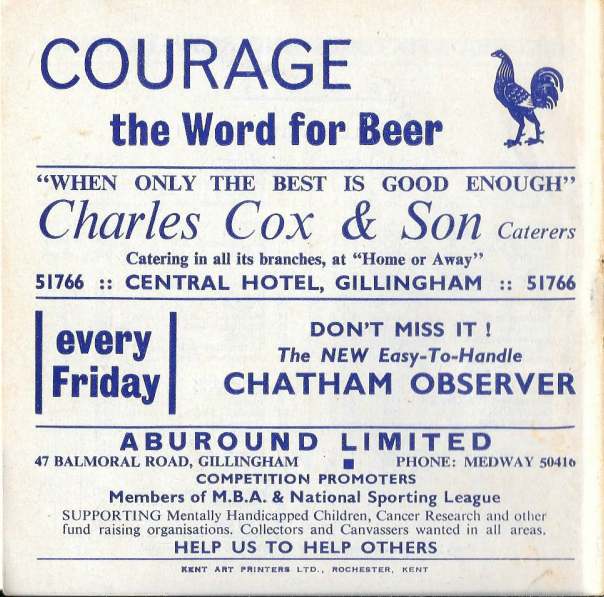 COURAGE
the Word for Beer
“WHEN ONLY THE BEST IS GOOD ENOUGH”
Charles Cox & Son Caterers
Catering in all its branches, at “Home or Away”
51766 :: CENTRAL HOTEL, GILLINGHAM :: 51766
every
Friday
DON'T MISS IT !
The NEW Easy-To-Handle
CHATHAM OBSERVER
ABUROUND LIMITED
47 BALMORAL ROAD, GILLINGHAM ■ PHONE: MEDWAY 50416
COMPETITION PROMOTERS
Members of M.B.A. & National Sporting League
SUPPORTING Mentally Handicapped Children, Cancer Research and other
fund raising organisations. Collectors and Canvassers wanted in all areas.
HELP US TO HELP OTHERS
KENT ART PRINTERS LTD., ROCHESTER, KENT